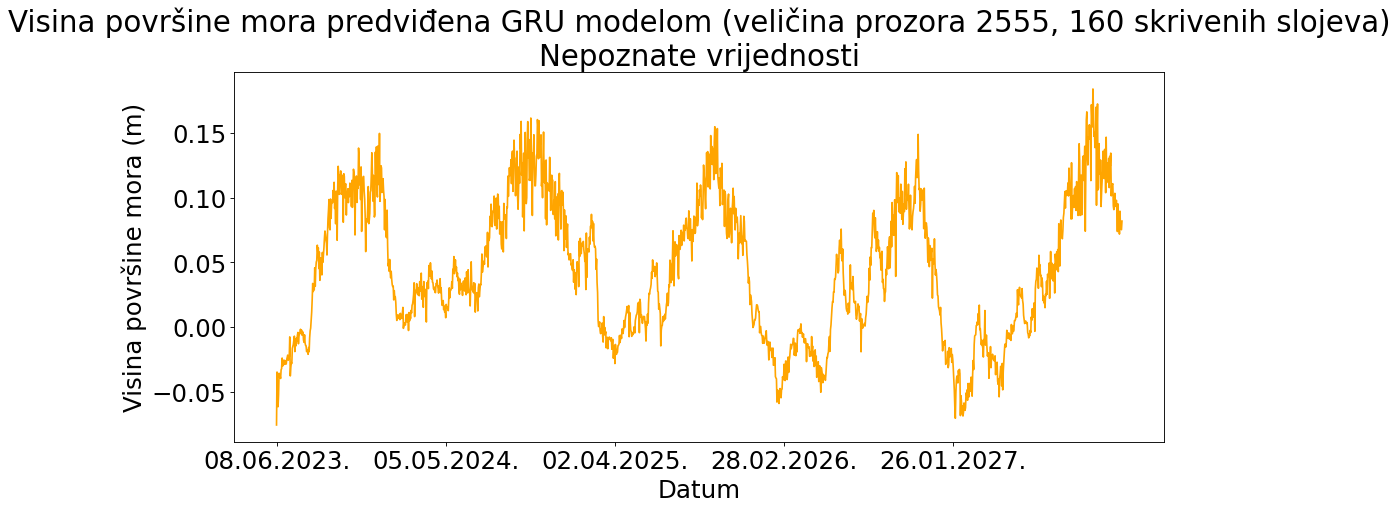 Visina površine mora predviđena GRU modelom (veličina prozora 2555, 160 skrivenih slojeva)
Nepoznate vrijednosti
Visina površine mora (m)
0.15
0.10
0.05
0.00
−0.05
08.06.2023. 05.05.2024. 02.04.2025. 28.02.2026. 26.01.2027.
Datum